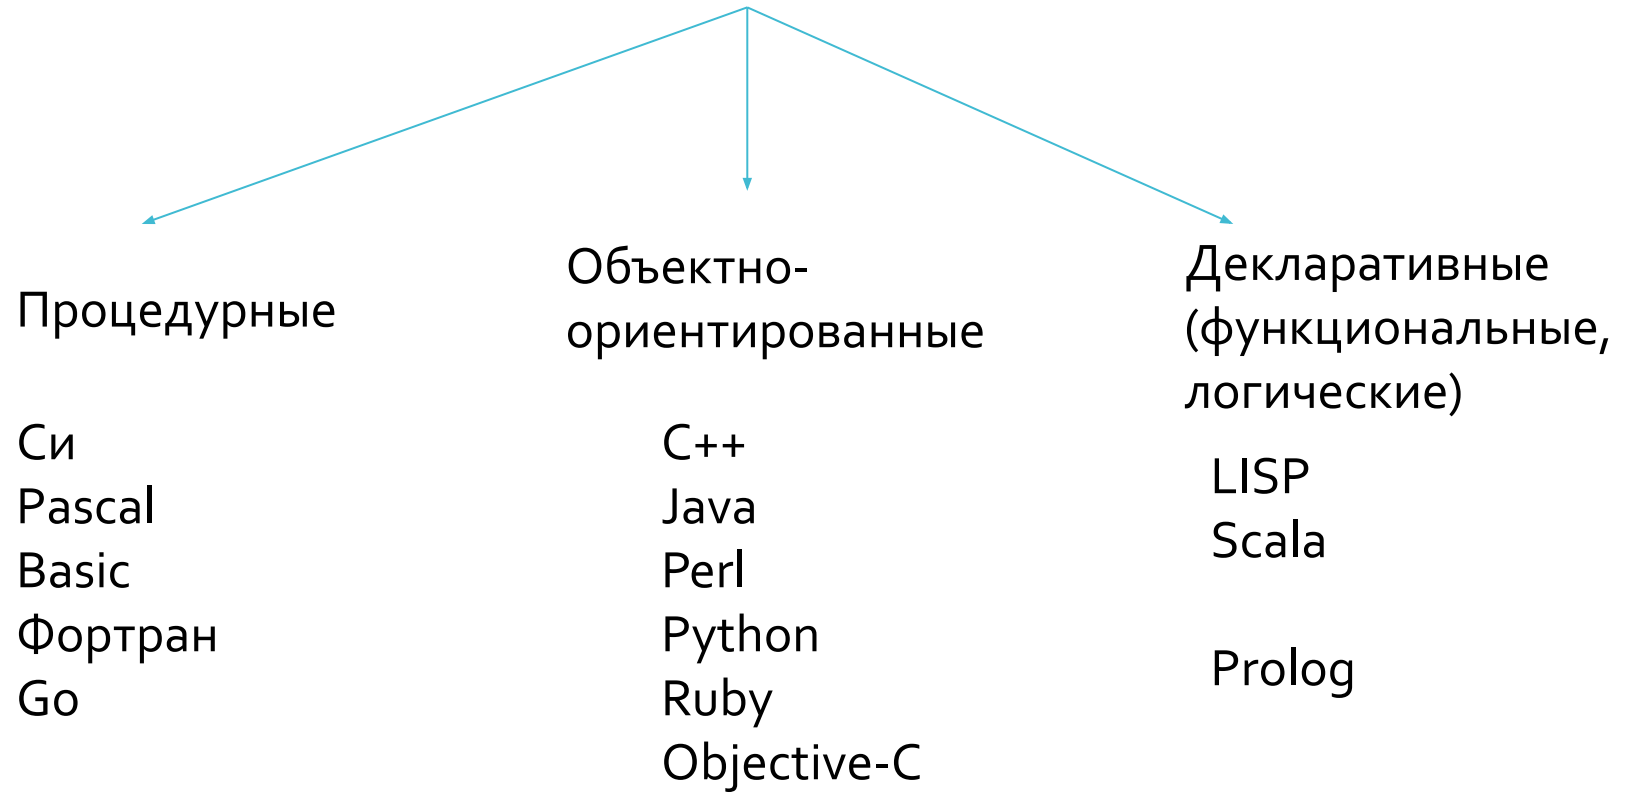 Процедурные
Си
Pascal
Basic
Фортран
Go
Объектно-
ориентированные
C++
Java
Perl
Python
Ruby
Objective-C
Декларативные
(функциональные,
логические)
LISP
Scala
Prolog